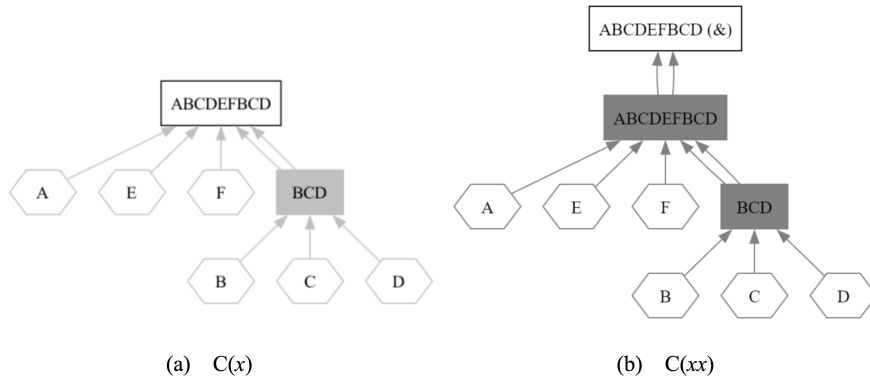 ABCDEFBCD (&)
ABCDEFBCD
ABCDEFBCD
A E F BCD
A E F BCD
B C D
B C D
(a) C(x)
(b) C(xx)